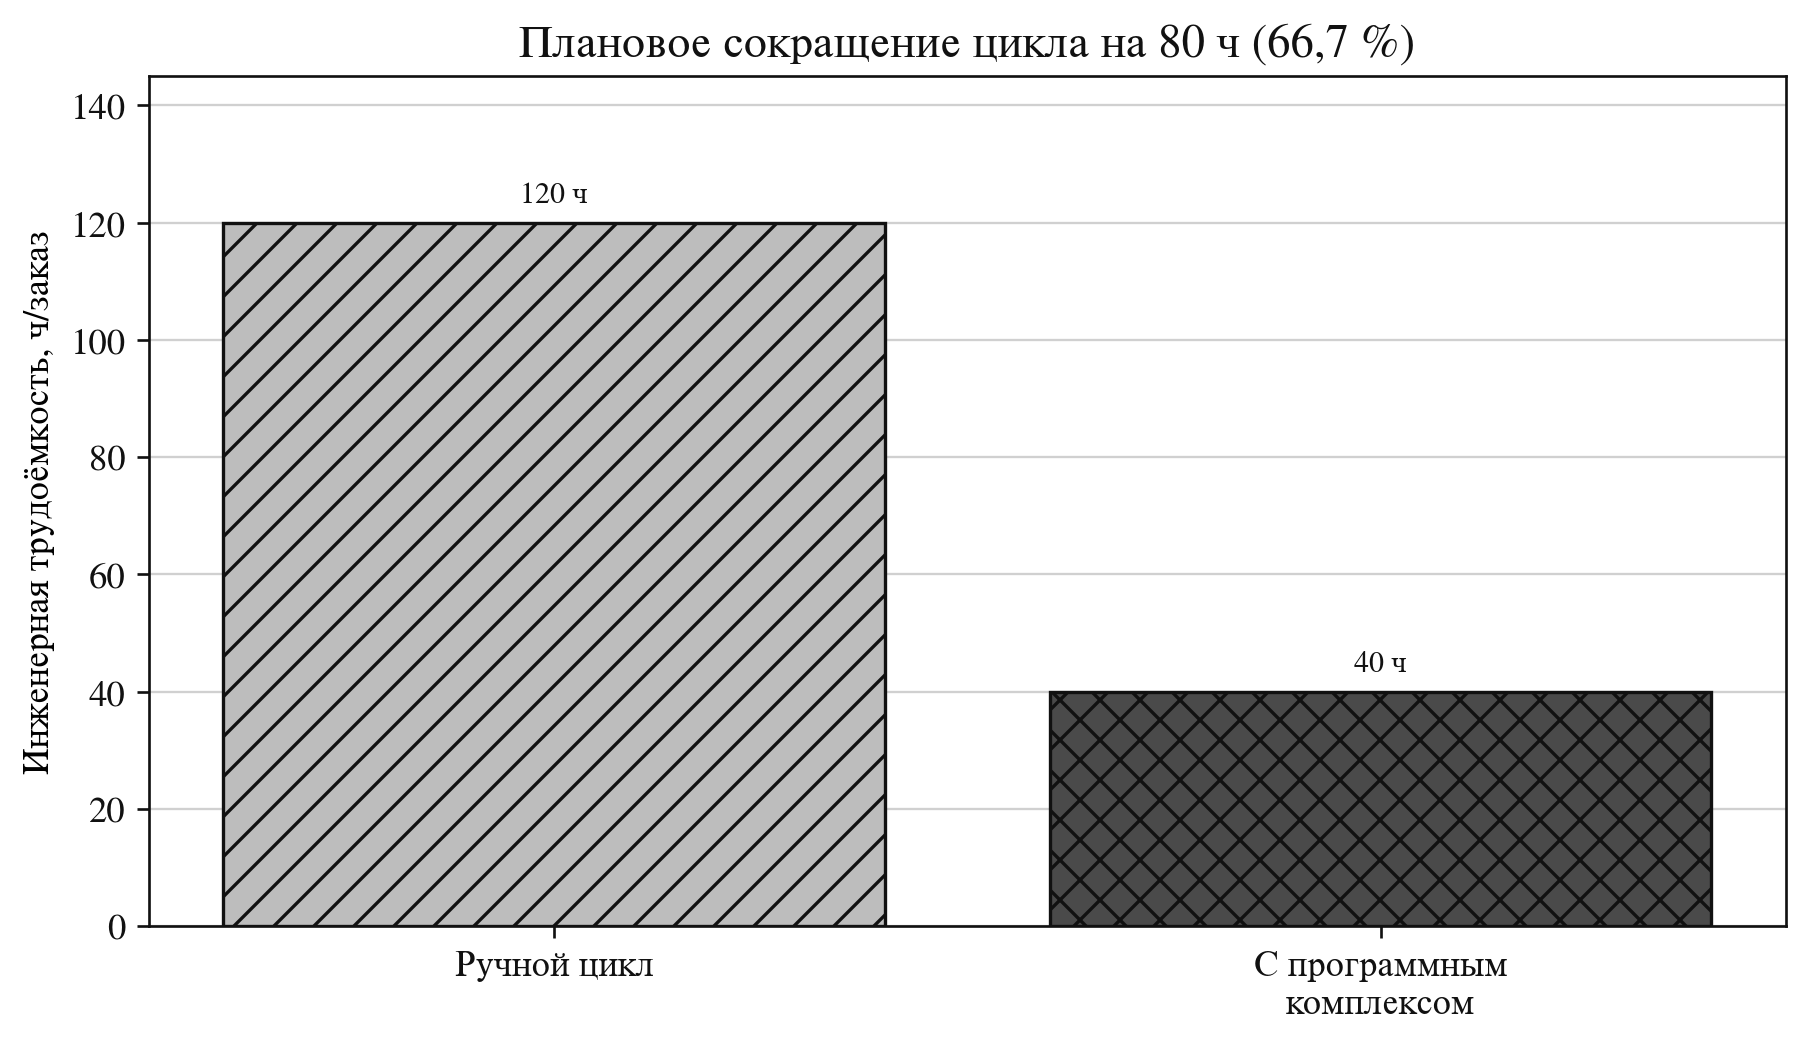 Плановое сокращение цикла на 80 ч (66,7 %)
Инженерная трудоёмкость, ч/заказ
140
120
100
80
60
40
20
0
120 ч
40 ч
Ручной цикл
С программным
комплексом